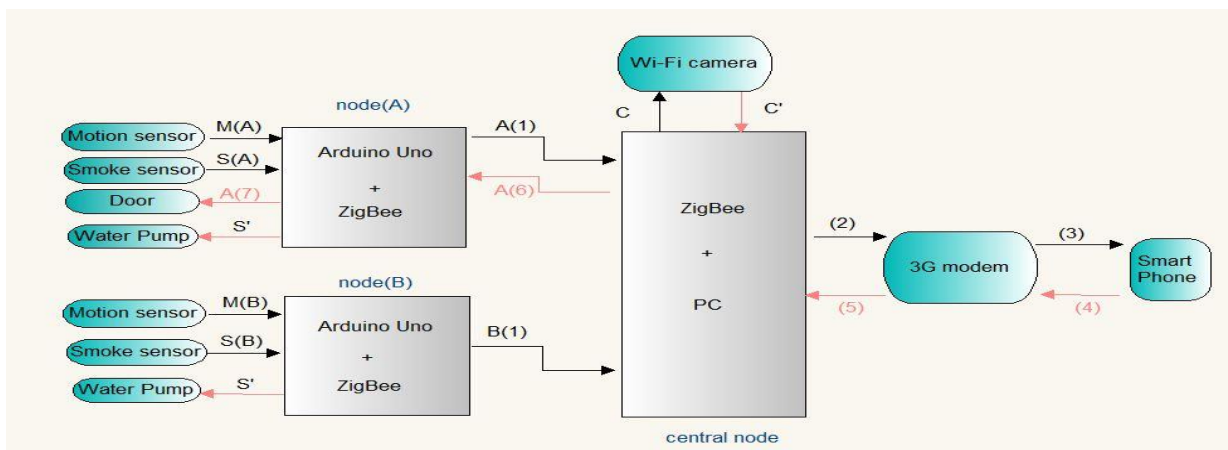 Wi-Fi camera
C
C'
node(A)
Motion sensor
M(A)
Smoke sensor
S(A)
Door
A(7)
Water Pump
S'
Arduino Uno
+
ZigBee
A(1)
A(6)
node(B)
Motion sensor
M(B)
Smoke sensor
S(B)
Water Pump
S'
Arduino Uno
+
ZigBee
B(1)
ZigBee
+
PC
central node
(2)
(5)
3G modem
(3)
(4)
Smart
Phone